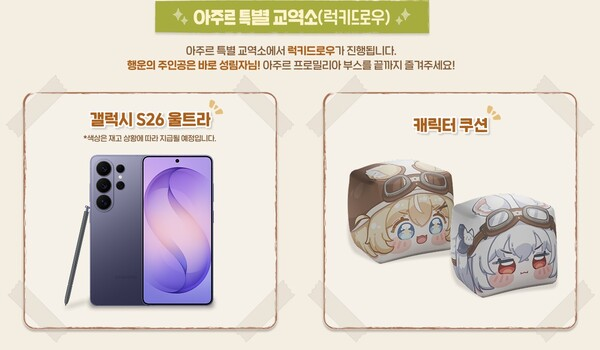 아주르 특별 교역소(럭키드로우)
아주르 특별 교역소에서 럭키드로우가 진행됩니다.
행운의 주인공은 바로 성림자님! 아주르 프로밀리아 부스를 끝까지 즐겨주세요!
갤럭시 S26 울트라
*색상은 재고 상황에 따라 지급될 예정입니다.
캐릭터 쿠션